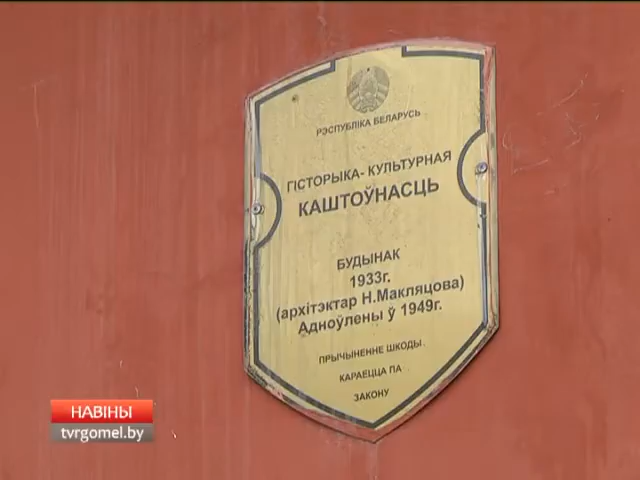 РЭСПУБЛІКА БЕЛАРУСЬ
ГІСТОРЫКА- КУЛЬТУРНАЯ
КАШТОЎНАСЦЬ
БУДЫНАК
1933г.
(архітэктар Н.Макляцова)
Адноўлены ў 1949г.
ПРЫЧЫНЕННЕ ШКОДЫ
КАРАЕЦЦА ПА
ЗАКОНУ
НАВІНЫ
tvrgomel.by